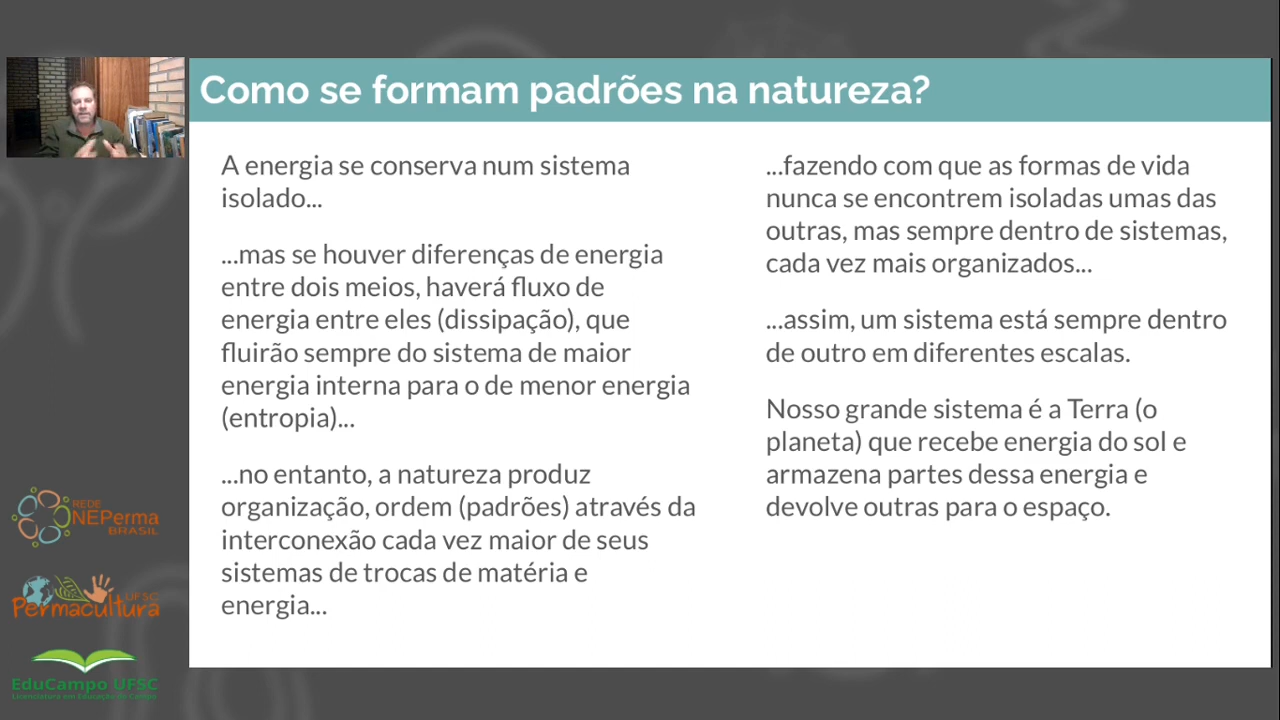 Como se formam padrões na natureza?
A energia se conserva num sistema
isolado...
...mas se houver diferenças de energia
entre dois meios, haverá fluxo de
energia entre eles (dissipação), que
fluirão sempre do sistema de maior
energia interna para o de menor energia
(entropia)...
...no entanto, a natureza produz
organização, ordem (padrões) através da
interconexão cada vez maior de seus
sistemas de trocas de matéria e
energia...
...fazendo com que as formas de vida
nunca se encontrem isoladas umas das
outras, mas sempre dentro de sistemas,
cada vez mais organizados...
...assim, um sistema está sempre dentro
de outro em diferentes escalas.
Nosso grande sistema é a Terra (o
planeta) que recebe energia do sol e
armazena partes dessa energia e
devolve outras para o espaço.
REDE
NEPerma
BRASIL
UFSC
Permacultura
EduCampo UFSC
Licenciatura em Educação do Campo